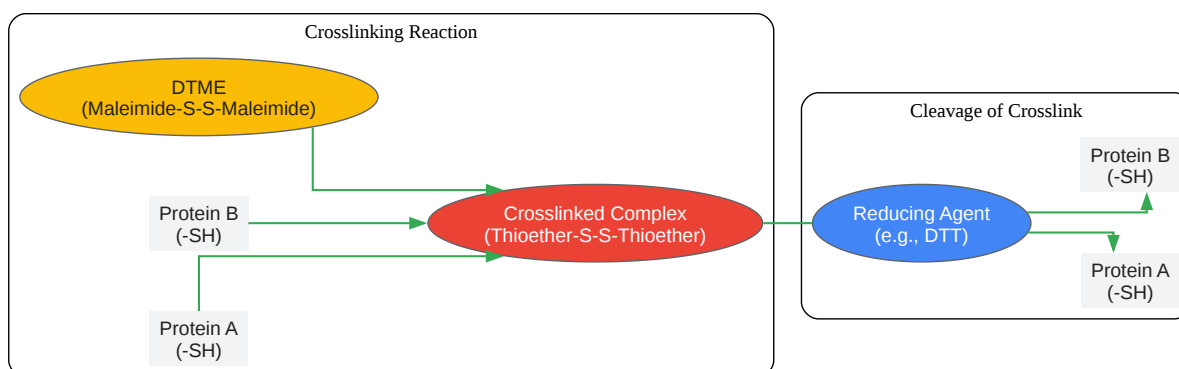 Crosslinking Reaction
DTME
(Maleimide-S-S-Maleimide)
Protein B
(-SH)
Protein A
(-SH)
Crosslinked Complex
(Thioether-S-S-Thioether)
Cleavage of Crosslink
Reducing Agent
(e.g., DTT)
Protein B
(-SH)
Protein A
(-SH)